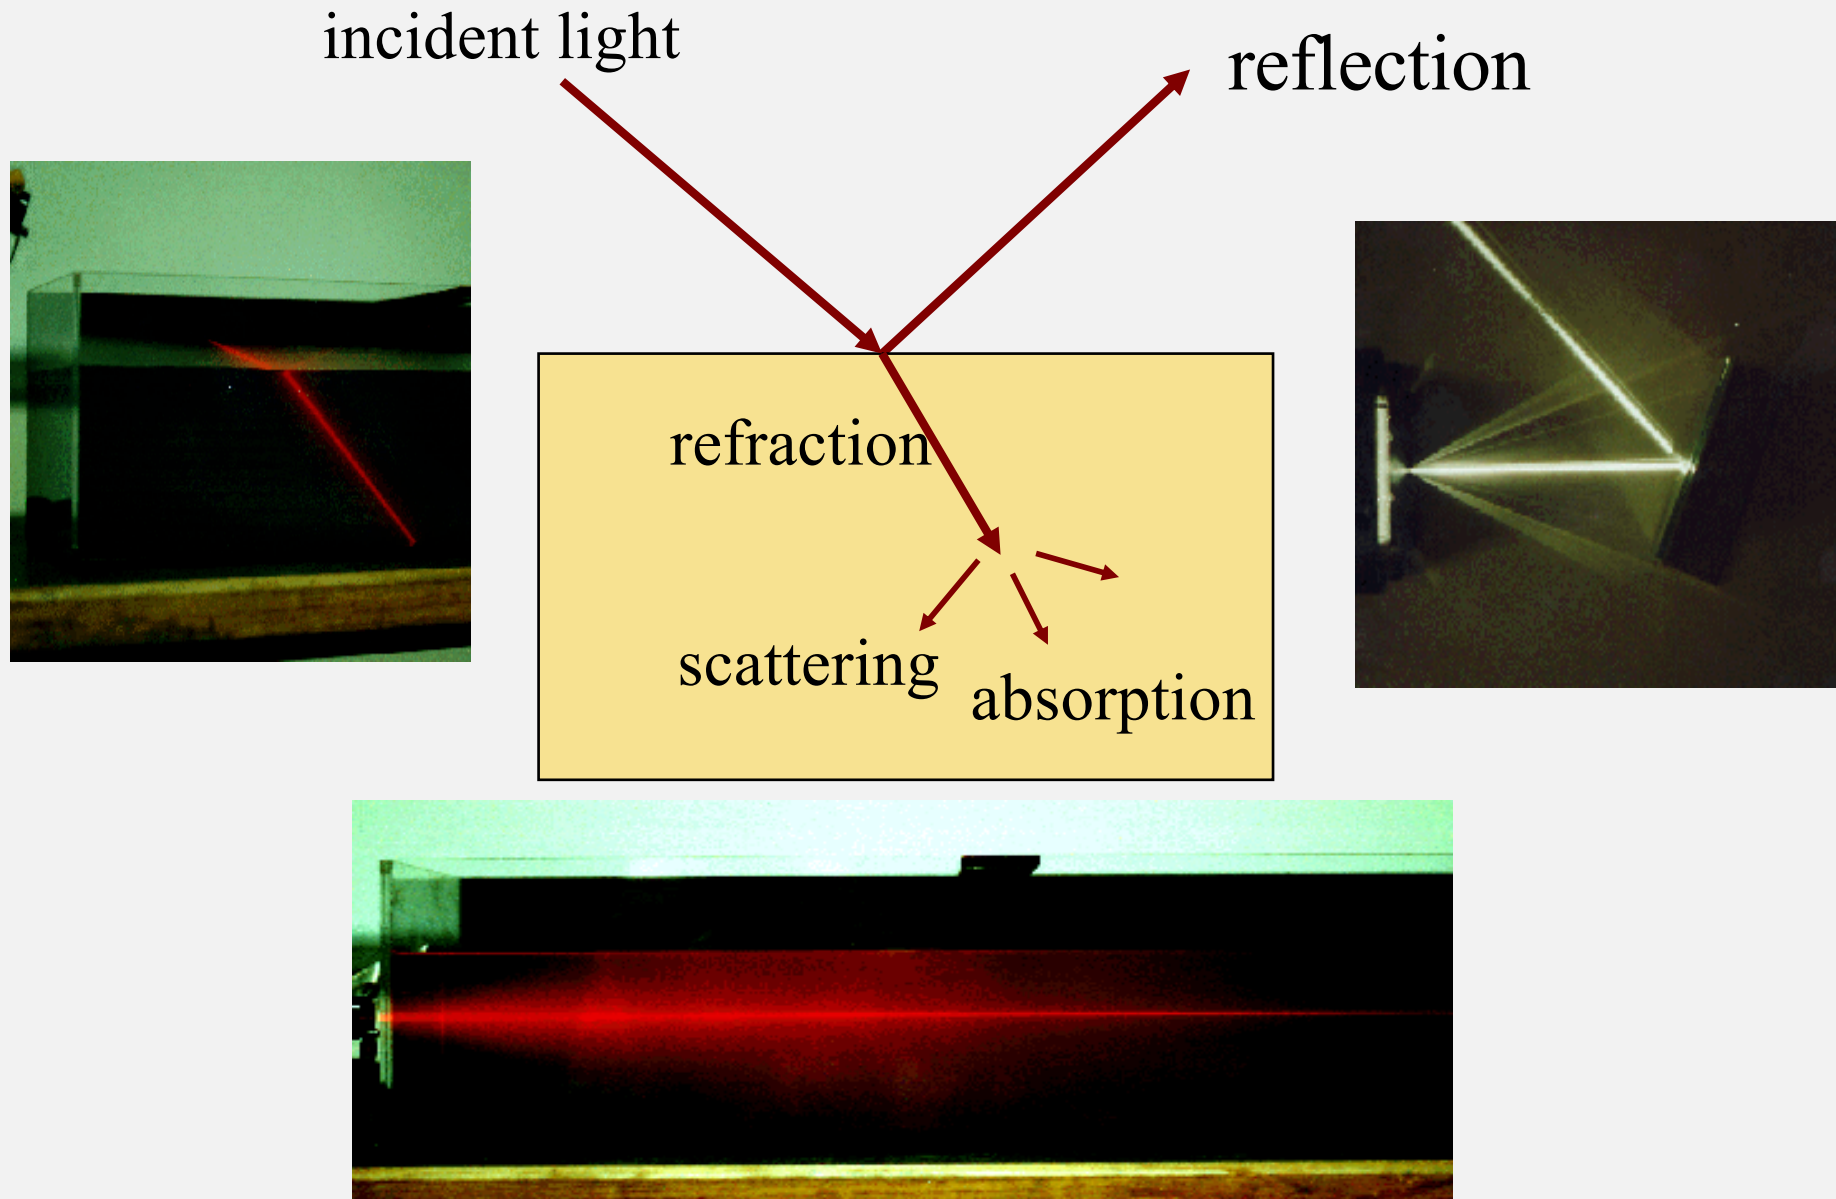 incident light
reflection
refraction
scattering
absorption